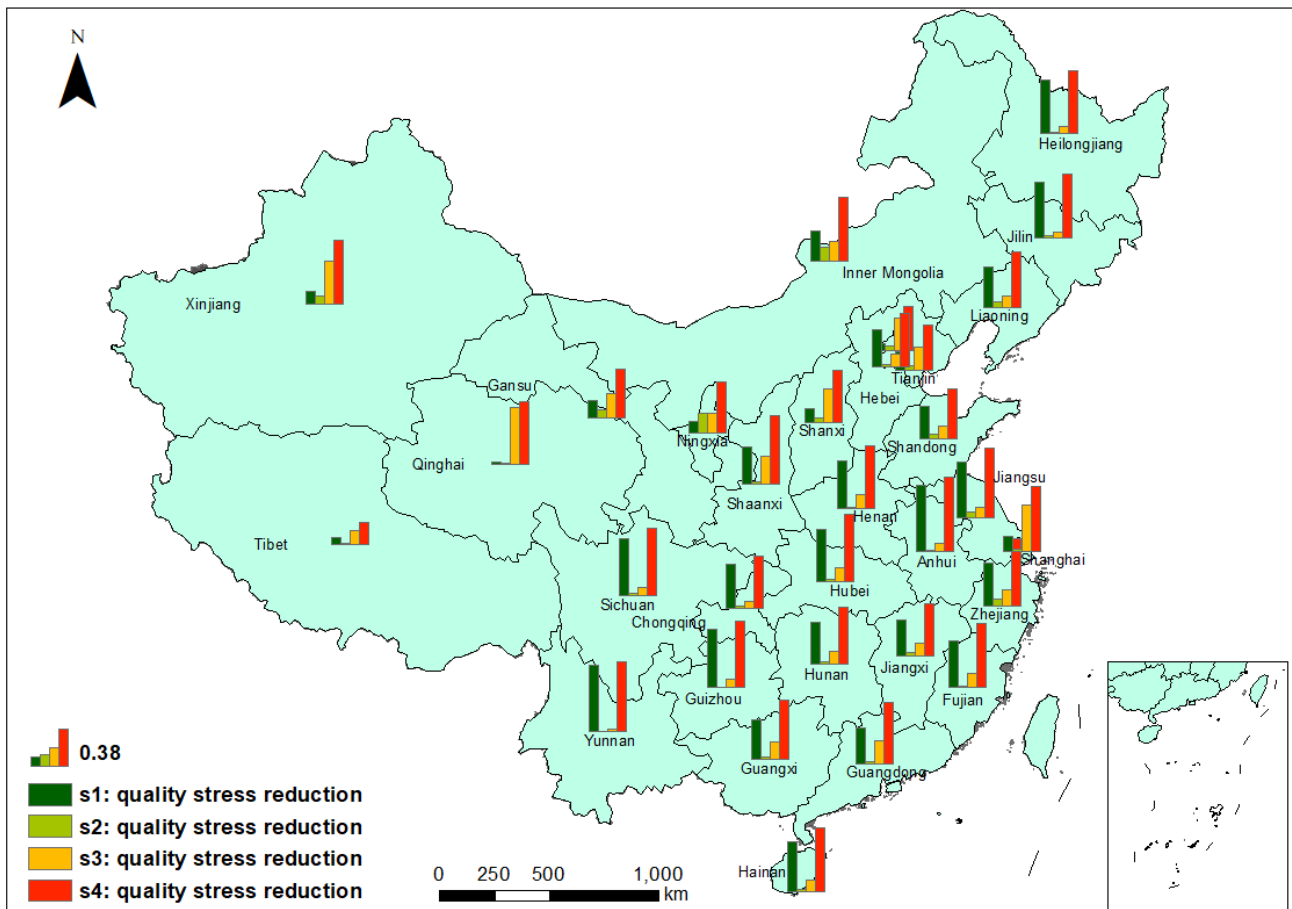 N
Heilongjiang
Jilin
Inner Mongolia
Xinjiang
Liaoning
Tianjin
Gansu
Hebei
Shanxi
Ningxia
Shandong
Qinghai
Shaanxi
Jiangsu
Henan
Tibet
Anhui
Shanghai
Sichuan
Hubei
Chongqing
Zhejiang
Jiangxi
Hunan
Guizhou
Fujian
Yunnan
Guangxi
Guangdong
0.38
s1: quality stress reduction
s2: quality stress reduction
s3: quality stress reduction
s4: quality stress reduction
0 250 500 1,000
km
Hainan